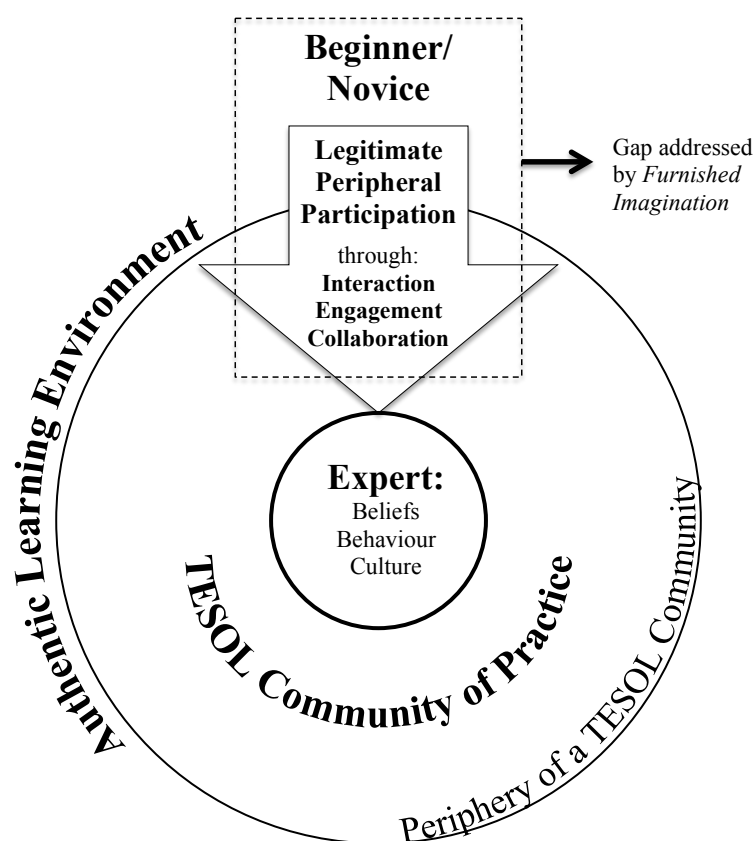 Beginner/
Novice
Legitimate
Peripheral
Participation
through:
Interaction
Engagement
Collaboration
Gap addressed
by Furnished
Imagination
Authentic Learning Environment
Expert:
Beliefs
Behaviour
Culture
TESOL Community of Practice
Periphery of a TESOL Community